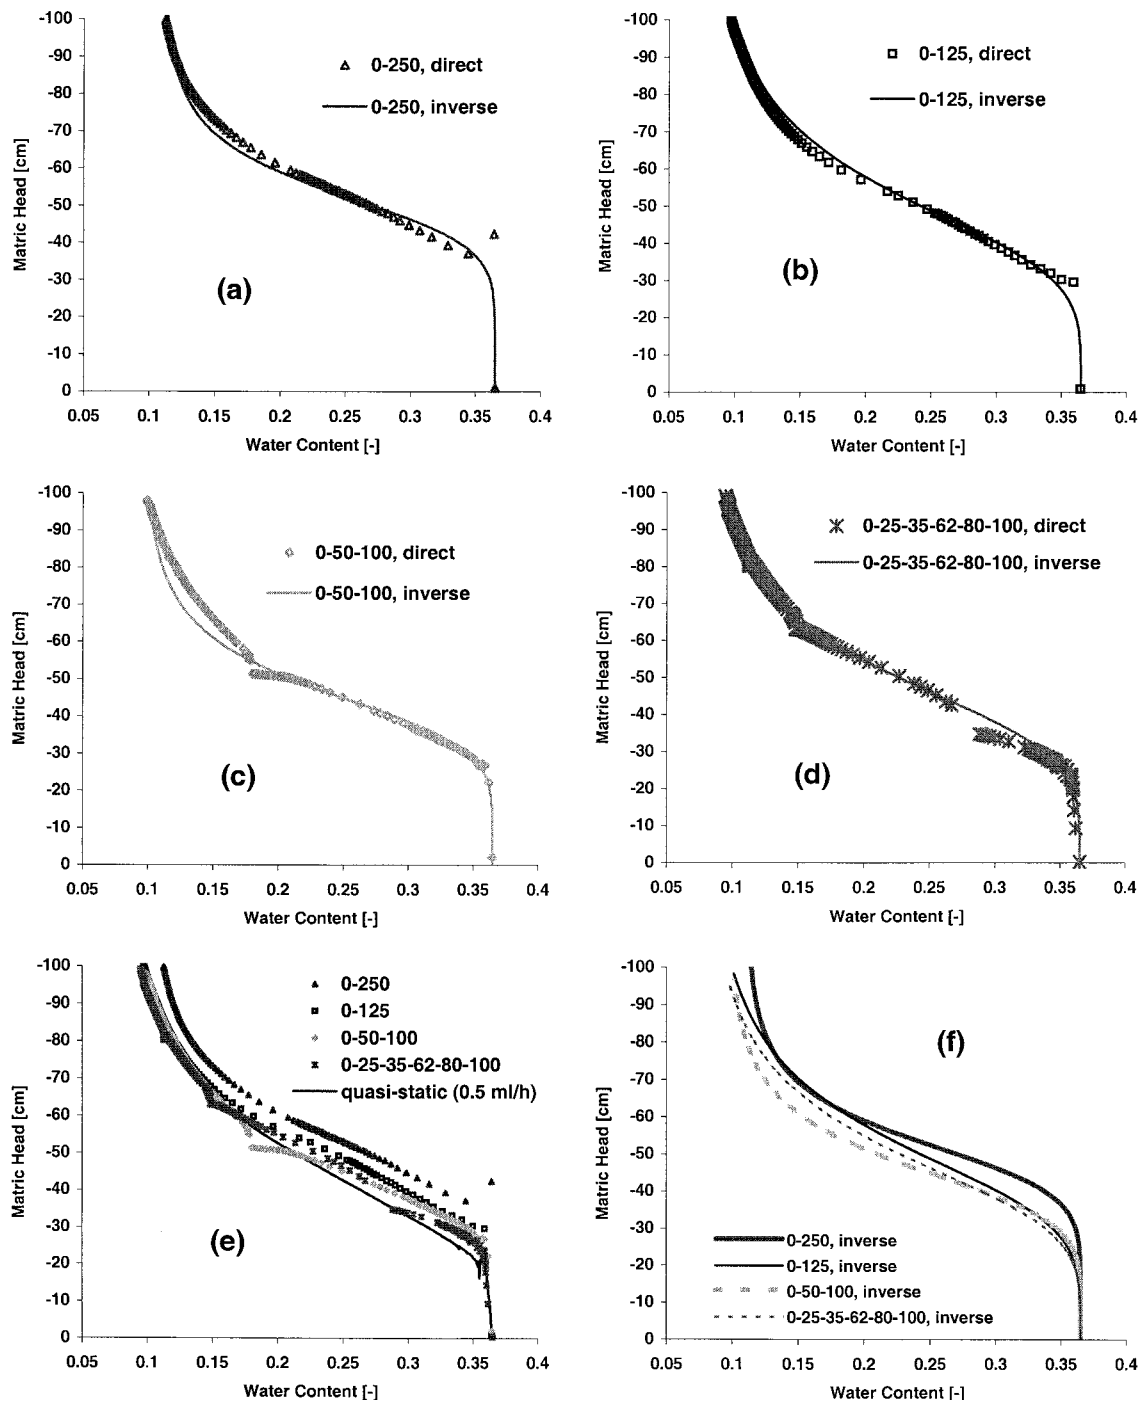 -100
-90
-80
-70
-60
-50
-40
-30
-20
-10
0
Matric Head [cm]
0-250, direct
0-250, inverse
(a)
0.05 0.1 0.15 0.2 0.25 0.3 0.35 0.4
Water Content [-]
-100
-90
-80
-70
-60
-50
-40
-30
-20
-10
0
Matric Head [cm]
0-125, direct
0-125, inverse
(b)
0.05 0.1 0.15 0.2 0.25 0.3 0.35 0.4
Water Content [-]
-100
-90
-80
-70
-60
-50
-40
-30
-20
-10
0
Matric Head [cm]
0-50-100, direct
0-50-100, inverse
(c)
0.05 0.1 0.15 0.2 0.25 0.3 0.35 0.4
Water Content [-]
-100
-90
-80
-70
-60
-50
-40
-30
-20
-10
0
Matric Head [cm]
0-25-35-62-80-100, direct
0-25-35-62-80-100, inverse
(d)
0.05 0.1 0.15 0.2 0.25 0.3 0.35 0.4
Water Content [-]
-100
-90
-80
-70
-60
-50
-40
-30
-20
-10
0
Matric Head [cm]
0-250
0-125
0-50-100
0-25-35-62-80-100
quasi-static (0.5 ml/h)
(e)
0.05 0.1 0.15 0.2 0.25 0.3 0.35 0.4
Water Content [-]
-100
-90
-80
-70
-60
-50
-40
-30
-20
-10
0
Matric Head [cm]
(f)
0-250, inverse
0-125, inverse
0-50-100, inverse
0-25-35-62-80-100, inverse
0.05 0.1 0.15 0.2 0.25 0.3 0.35 0.4
Water Content [-]